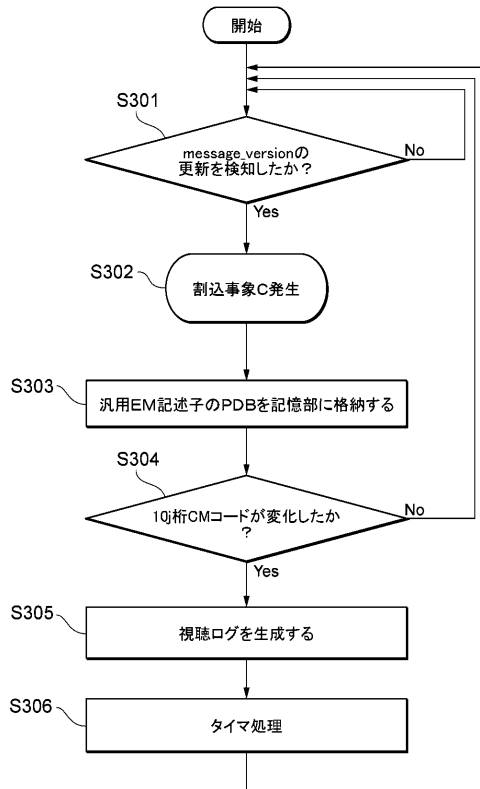 開始
S301
message_versionの
更新を検知したか？
No
Yes
S302
割込事象C発生
S303
汎用EM記述子のPDBを記憶部に格納する
S304
10j桁CMコードが変化したか
？
No
Yes
S305
視聴ログを生成する
S306
タイマ処理